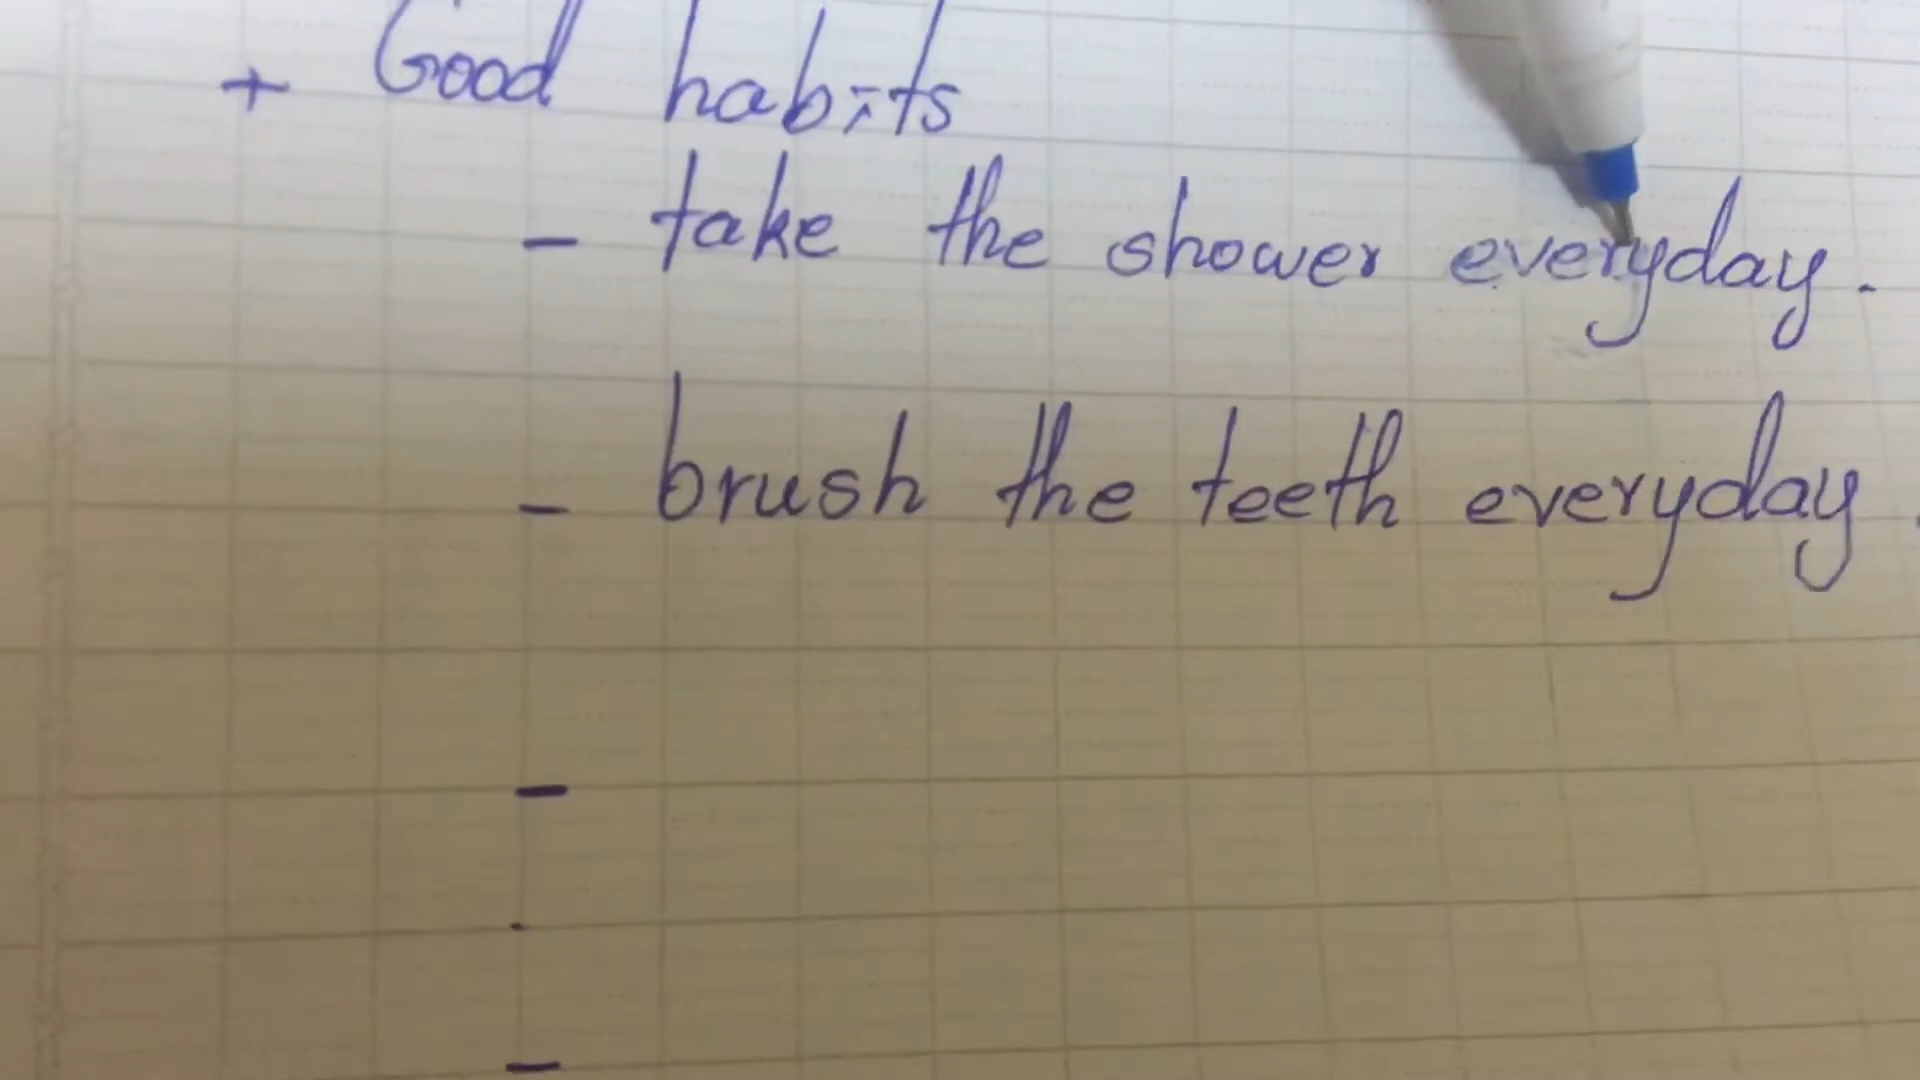 + Good habits
- take the shower everyday.
- brush the teeth everyday.
-
-